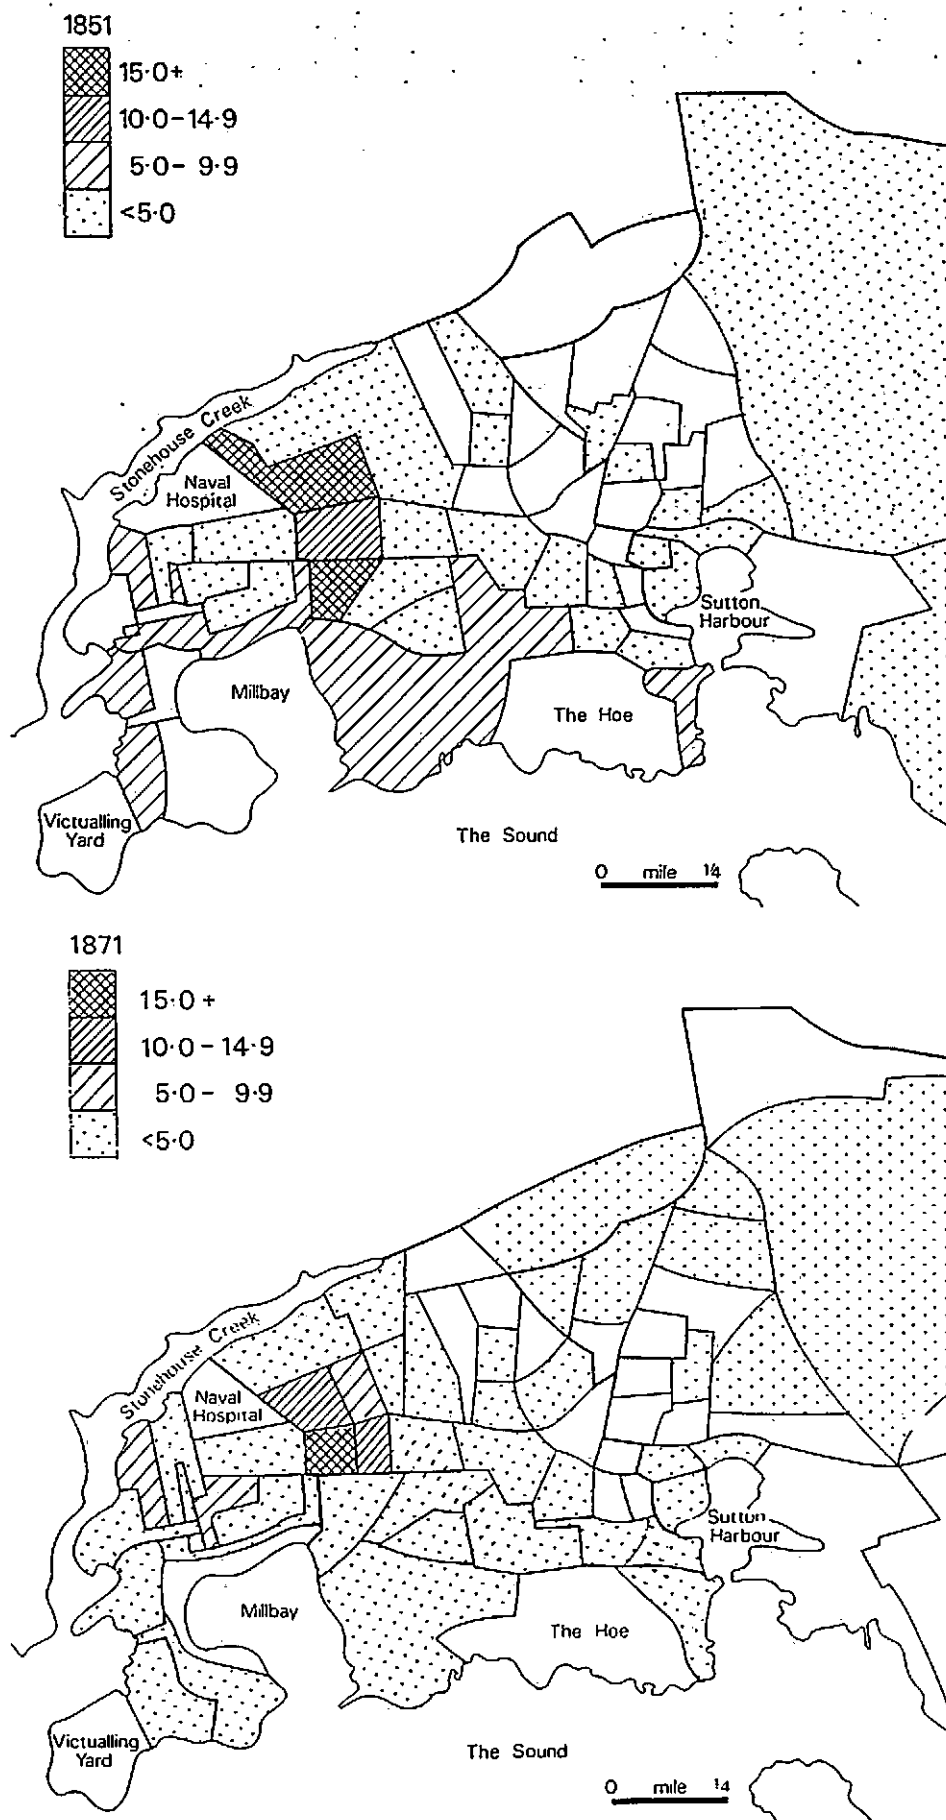 1851
15·0+
10·0-14·9
5·0- 9·9
<5·0
Stonehouse Creek
Naval
Hospital
Sutton
Harbour
Millbay
The Hoe
Victualling
Yard
The Sound
0 mile ¼
1871
15·0+
10·0-14·9
5·0- 9·9
<5·0
Stonehouse Creek
Naval
Hospital
Sutton
Harbour
Millbay
The Hoe
Victualling
Yard
The Sound
0 mile ¼